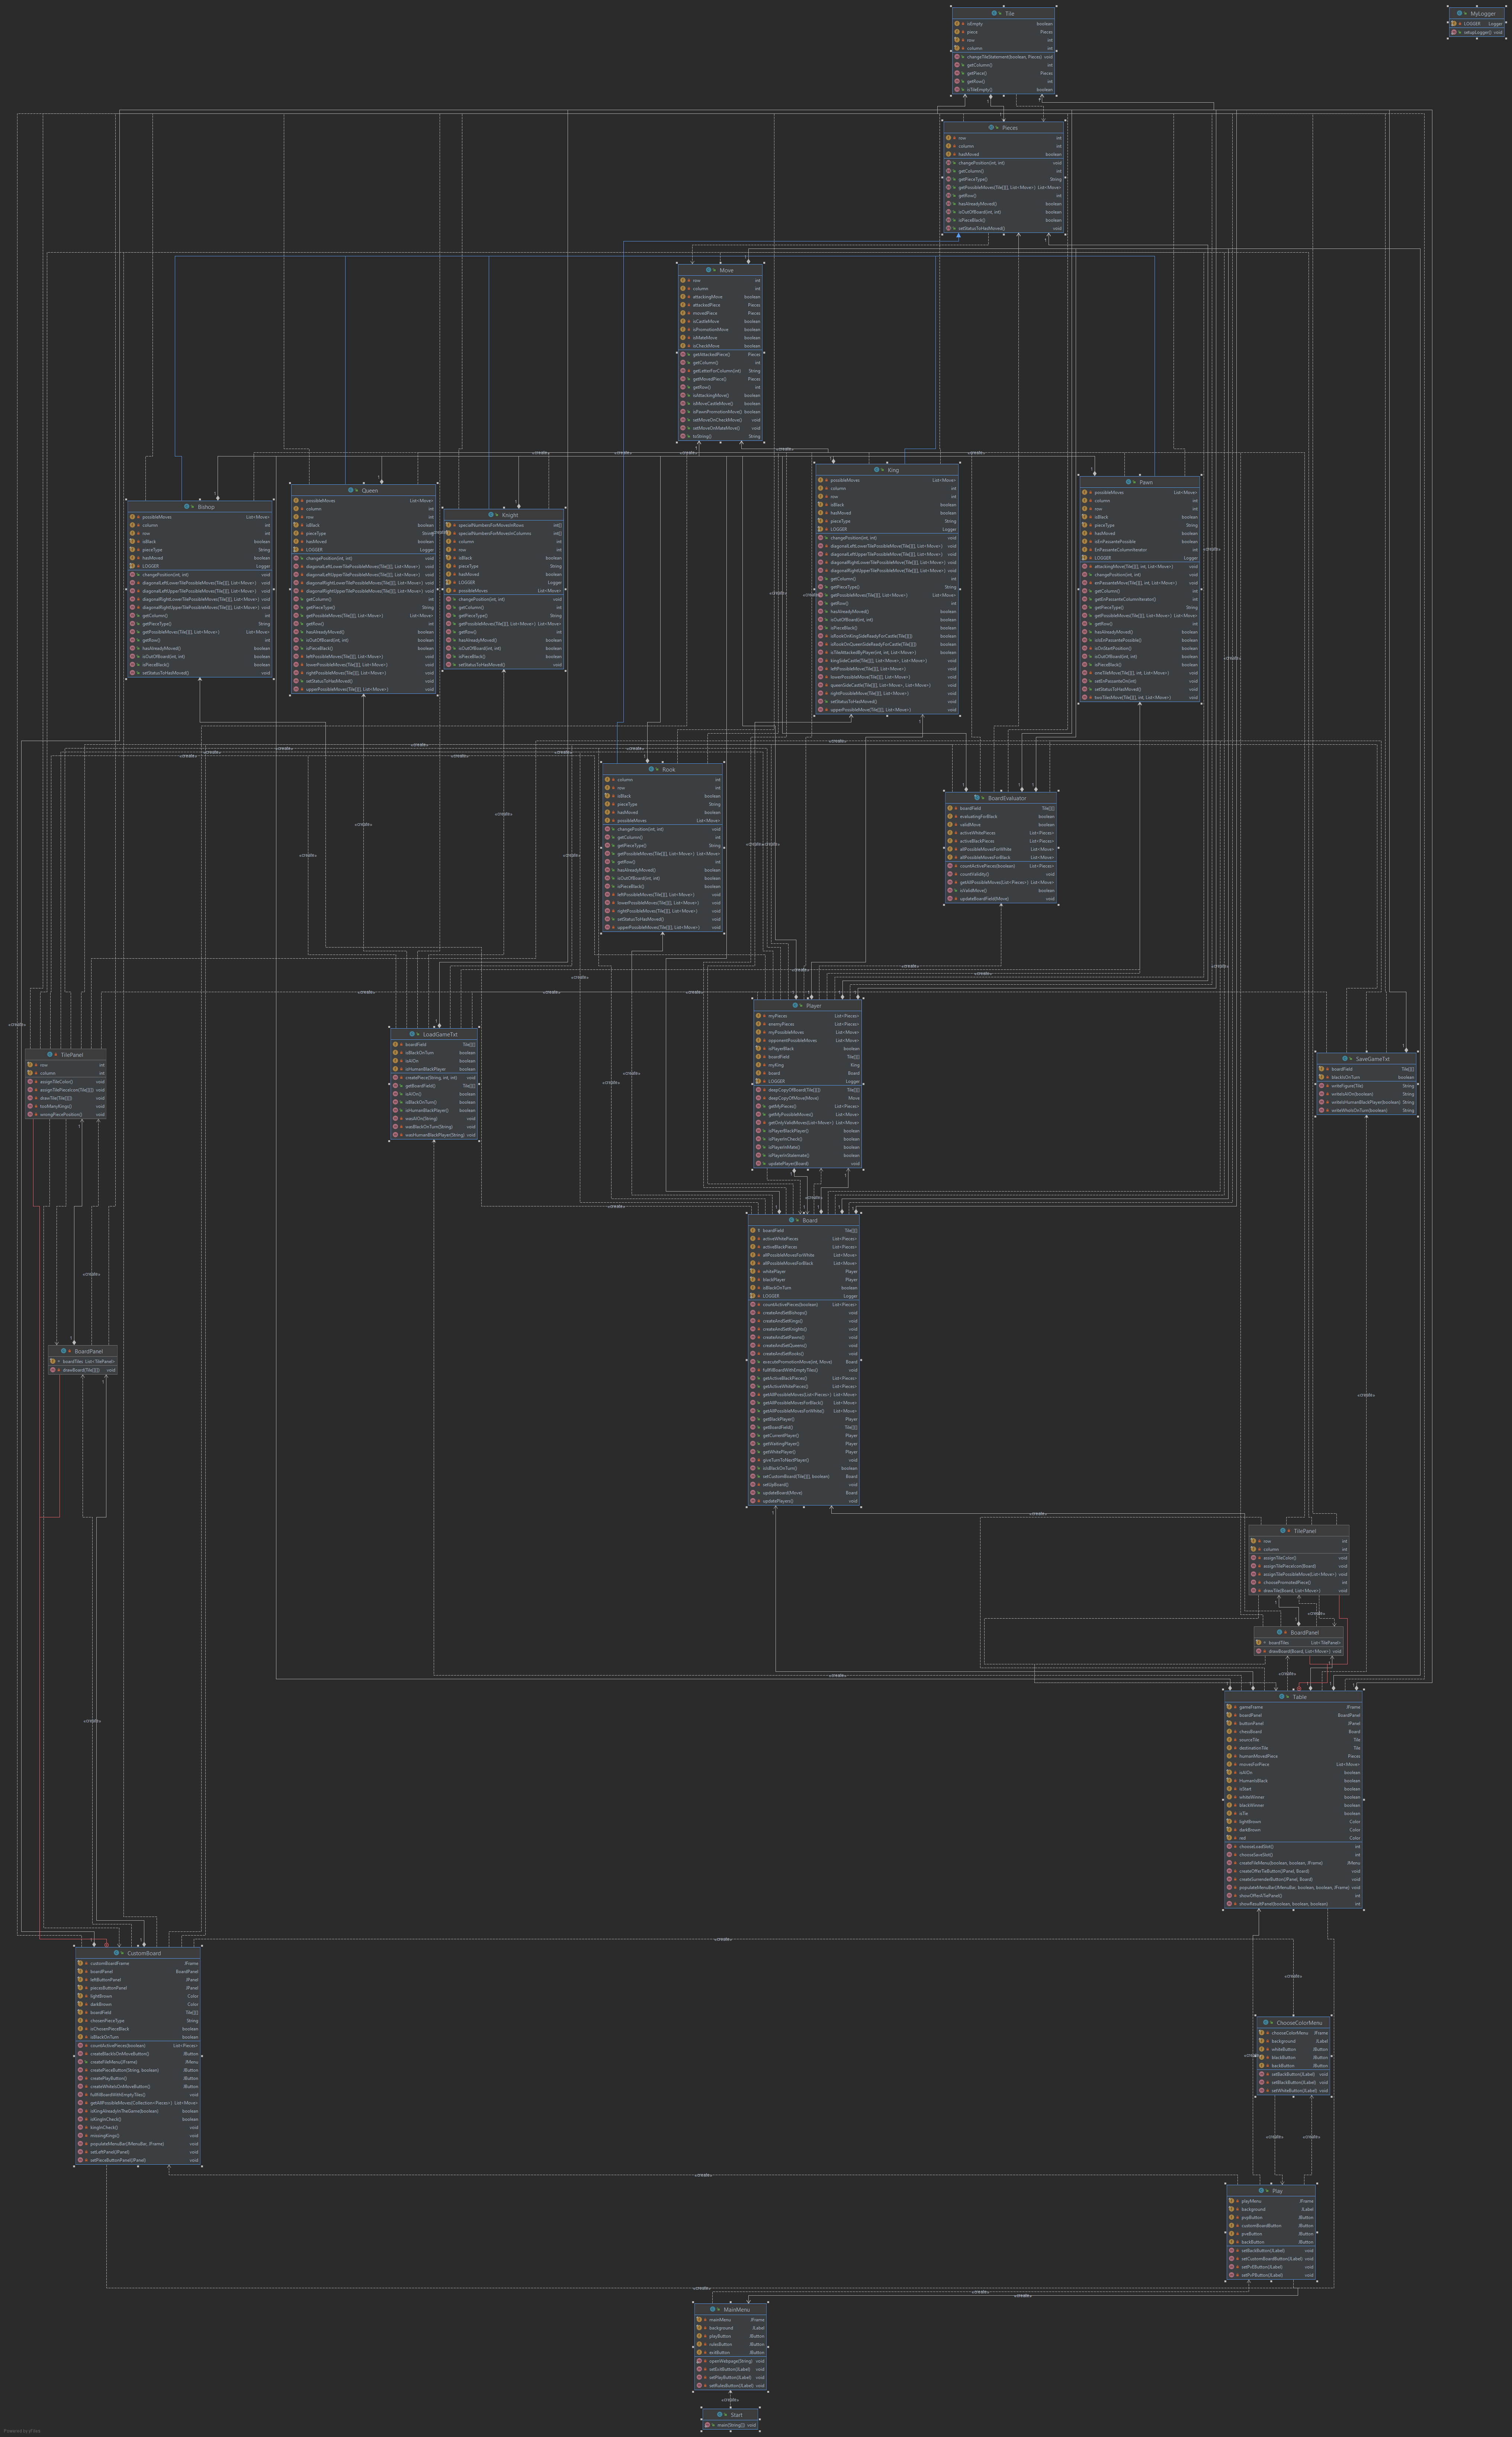 Tile
isEmpty boolean
piece Pieces
row int
column int
changeTileStatement(boolean, Pieces) void
getColumn() int
getPiece() Pieces
getRow() int
isTileEmpty() boolean
MyLogger
LOGGER Logger
setupLogger() void
Pieces
row int
column int
hasMoved boolean
changePosition(int, int) void
getColumn() int
getPieceType() String
getPossibleMoves(Tile[][], List<Move>) List<Move>
getRow() int
hasAlreadyMoved() boolean
isOutOfBoard(int, int) boolean
isPieceBlack() boolean
setStatusToHasMoved() void
Move
row int
column int
attackingMove boolean
attackedPiece Pieces
movedPiece Pieces
isCastleMove boolean
isPromotionMove boolean
isMateMove boolean
isCheckMove boolean
getAttackedPiece() Pieces
getColumn() int
getLetterForColumn(int) String
getMovedPiece() Pieces
getRow() int
isAttackingMove() boolean
isMoveCastleMove() boolean
isPawnPromotionMove() boolean
setMoveOnCheckMove() void
setMoveOnMateMove() void
toString() String
Bishop
possibleMoves List<Move>
column int
row int
isBlack boolean
pieceType String
hasMoved boolean
LOGGER Logger
changePosition(int, int) void
diagonalLeftLowerTilePossibleMoves(Tile[][], List<Move>) void
diagonalLeftUpperTilePossibleMoves(Tile[][], List<Move>) void
diagonalRightLowerTilePossibleMoves(Tile[][], List<Move>) void
diagonalRightUpperTilePossibleMoves(Tile[][], List<Move>) void
getColumn() int
getPieceType() String
getPossibleMoves(Tile[][], List<Move>) List<Move>
getRow() int
hasAlreadyMoved() boolean
isOutOfBoard(int, int) boolean
isPieceBlack() boolean
setStatusToHasMoved() void
Queen
possibleMoves List<Move>
column int
row int
isBlack boolean
pieceType String
hasMoved boolean
LOGGER Logger
changePosition(int, int) void
diagonalLeftLowerTilePossibleMoves(Tile[][], List<Move>) void
diagonalLeftUpperTilePossibleMoves(Tile[][], List<Move>) void
diagonalRightLowerTilePossibleMoves(Tile[][], List<Move>) void
diagonalRightUpperTilePossibleMoves(Tile[][], List<Move>) void
getColumn() int
getPieceType() String
getPossibleMoves(Tile[][], List<Move>) List<Move>
getRow() int
hasAlreadyMoved() boolean
isOutOfBoard(int, int) boolean
isPieceBlack() boolean
leftPossibleMoves(Tile[][], List<Move>) void
lowerPossibleMoves(Tile[][], List<Move>) void
rightPossibleMoves(Tile[][], List<Move>) void
setStatusToHasMoved() void
upperPossibleMoves(Tile[][], List<Move>) void
Knight
specialNumbersForMovesInRows int[]
specialNumbersForMovesInColumns int[]
column int
row int
isBlack boolean
pieceType String
hasMoved boolean
LOGGER Logger
possibleMoves List<Move>
changePosition(int, int) void
getColumn() int
getPieceType() String
getPossibleMoves(Tile[][], List<Move>) List<Move>
getRow() int
hasAlreadyMoved() boolean
isOutOfBoard(int, int) boolean
isPieceBlack() boolean
setStatusToHasMoved() void
King
possibleMoves List<Move>
column int
row int
isBlack boolean
hasMoved boolean
pieceType String
LOGGER Logger
changePosition(int, int) void
diagonalLeftLowerTilePossibleMove(Tile[][], List<Move>) void
diagonalLeftUpperTilePossibleMove(Tile[][], List<Move>) void
diagonalRightLowerTilePossibleMove(Tile[][], List<Move>) void
diagonalRightUpperTilePossibleMove(Tile[][], List<Move>) void
getColumn() int
getPieceType() String
getPossibleMoves(Tile[][], List<Move>) List<Move>
getRow() int
hasAlreadyMoved() boolean
isOutOfBoard(int, int) boolean
isPieceBlack() boolean
isRookOnKingSideReadyForCastle(Tile[][]) boolean
isRookOnQueenSideReadyForCastle(Tile[][]) boolean
isTileAttackedByPlayer(int, int, List<Move>) boolean
kingSideCastle(Tile[][], List<Move>, List<Move>) void
leftPossibleMove(Tile[][], List<Move>) void
lowerPossibleMove(Tile[][], List<Move>) void
queenSideCastle(Tile[][], List<Move>, List<Move>) void
rightPossibleMove(Tile[][], List<Move>) void
setStatusToHasMoved() void
upperPossibleMove(Tile[][], List<Move>) void
Pawn
possibleMoves List<Move>
column int
row int
isBlack boolean
pieceType String
hasMoved boolean
isEnPassantePossible boolean
EnPassanteColumnIterator int
LOGGER Logger
attackingMove(Tile[][], int, List<Move>) void
changePosition(int, int) void
enPassanteMove(Tile[][], int, List<Move>) void
getColumn() int
getEnPassanteColumnIterator() int
getPieceType() String
getPossibleMoves(Tile[][], List<Move>) List<Move>
getRow() int
hasAlreadyMoved() boolean
isEnPassantePossible() boolean
isOnStartPosition() boolean
isOutOfBoard(int, int) boolean
isPieceBlack() boolean
oneTileMove(Tile[][], int, List<Move>) void
setEnPassanteOn(int) void
setStatusToHasMoved() void
twoTilesMove(Tile[][], int, List<Move>) void
Rook
column int
row int
isBlack boolean
pieceType String
hasMoved boolean
possibleMoves List<Move>
changePosition(int, int) void
getColumn() int
getPieceType() String
getPossibleMoves(Tile[][], List<Move>) List<Move>
getRow() int
hasAlreadyMoved() boolean
isOutOfBoard(int, int) boolean
isPieceBlack() boolean
leftPossibleMoves(Tile[][], List<Move>) void
lowerPossibleMoves(Tile[][], List<Move>) void
rightPossibleMoves(Tile[][], List<Move>) void
setStatusToHasMoved() void
upperPossibleMoves(Tile[][], List<Move>) void
BoardEvaluator
boardField Tile[][]
evaluatingForBlack boolean
validMove boolean
activeWhitePieces List<Pieces>
activeBlackPieces List<Pieces>
allPossibleMovesForWhite List<Move>
allPossibleMovesForBlack List<Move>
countActivePieces(boolean) List<Pieces>
countValidity() void
getAllPossibleMoves(List<Pieces>) List<Move>
isValidMove() boolean
updateBoardField(Move) void
Player
myPieces List<Pieces>
enemyPieces List<Pieces>
myPossibleMoves List<Move>
opponentPossibleMoves List<Move>
isPlayerBlack boolean
boardField Tile[][]
myKing King
board Board
LOGGER Logger
deepCopyOfBoard(Tile[][]) Tile[][]
deepCopyOfMove(Move) Move
getMyPieces() List<Pieces>
getMyPossibleMoves() List<Move>
getOnlyValidMoves(List<Move>) List<Move>
isPlayerBlackPlayer() boolean
isPlayerInCheck() boolean
isPlayerInMate() boolean
isPlayerInStalemate() boolean
updatePlayer(Board) void
LoadGameTxt
boardField Tile[][]
isBlackOnTurn boolean
isAIOn boolean
isHumanBlackPlayer boolean
createPiece(String, int, int) void
getBoardField() Tile[][]
isAIOn() boolean
isBlackOnTurn() boolean
isHumanBlackPlayer() boolean
wasAIOn(String) void
wasBlackOnTurn(String) void
wasHumanBlackPlayer(String) void
TilePanel
row int
column int
assignTileColor() void
assignTilePieceIcon(Tile[][]) void
drawTile(Tile[][]) void
tooManyKings() void
wrongPiecePosition() void
SaveGameTxt
boardField Tile[][]
blackIsOnTurn boolean
writeFigure(Tile) String
writeIsAiOn(boolean) String
writeIsHumanBlackPlayer(boolean) String
writeWhoIsOnTurn(boolean) String
Board
boardField Tile[][]
activeWhitePieces List<Pieces>
activeBlackPieces List<Pieces>
allPossibleMovesForWhite List<Move>
allPossibleMovesForBlack List<Move>
whitePlayer Player
blackPlayer Player
isBlackOnTurn boolean
LOGGER Logger
countActivePieces(boolean) List<Pieces>
createAndSetBishops() void
createAndSetKings() void
createAndSetKnights() void
createAndSetPawns() void
createAndSetQueens() void
createAndSetRooks() void
executePromotionMove(int, Move) Board
fullfilBoardWithEmptyTiles() void
getActiveBlackPieces() List<Pieces>
getActiveWhitePieces() List<Pieces>
getAllPossibleMoves(List<Pieces>) List<Move>
getAllPossibleMovesForBlack() List<Move>
getAllPossibleMovesForWhite() List<Move>
getBlackPlayer() Player
getBoardField() Tile[][]
getCurrentPlayer() Player
getWaitingPlayer() Player
getWhitePlayer() Player
giveTurnToNextPlayer() void
isBlackOnTurn() boolean
setCustomBoard(Tile[][], boolean) Board
setUpBoard() void
updateBoard(Move) Board
updatePlayers() void
BoardPanel
boardTiles List<TilePanel>
drawBoard(Tile[][]) void
TilePanel
row int
column int
assignTileColor() void
assignTilePieceIcon(Board) void
assignTilePossibleMove(List<Move>) void
choosePromotedPiece() int
drawTile(Board, List<Move>) void
BoardPanel
boardTiles List<TilePanel>
drawBoard(Board, List<Move>) void
Table
gameFrame JFrame
boardPanel BoardPanel
buttonPanel JPanel
chessBoard Board
sourceTile Tile
destinationTile Tile
humanMovedPiece Pieces
movesForPiece List<Move>
isAIOn boolean
HumanIsBlack boolean
isStart boolean
whiteWinner boolean
blackWinner boolean
isTie boolean
lightBrown Color
darkBrown Color
red Color
chooseLoadSlot() int
chooseSaveSlot() int
createFileMenu(boolean, boolean, JFrame) JMenu
createOfferTieButton(JPanel, Board) void
createSurrenderButton(JPanel, Board) void
populateMenuBar(JMenuBar, boolean, boolean, JFrame) void
showOfferATiePanel() int
showResultPanel(boolean, boolean, boolean) int
CustomBoard
customBoardFrame JFrame
boardPanel BoardPanel
leftButtonPanel JPanel
piecesButtonPanel JPanel
lightBrown Color
darkBrown Color
boardField Tile[][]
chosenPieceType String
isChosenPieceBlack boolean
isBlackOnTurn boolean
countActivePieces(boolean) List<Pieces>
createBlackIsOnMoveButton() JButton
createFileMenu(JFrame) JMenu
createPieceButton(String, boolean) JButton
createPlayButton() JButton
createWhiteIsOnMoveButton() JButton
fullfilBoardWithEmptyTiles() void
getAllPossibleMoves(Collection<Pieces>) List<Move>
isKingAlreadyInTheGame(boolean) boolean
isKingInCheck() boolean
kingInCheck() void
missingKings() void
populateMenuBar(JMenuBar, JFrame) void
setLeftPanel(JPanel) void
setPieceButtonPanel(JPanel) void
ChooseColorMenu
chooseColorMenu JFrame
background JLabel
whiteButton JButton
blackButton JButton
backButton JButton
setBackButton(JLabel) void
setBlackButton(JLabel) void
setWhiteButton(JLabel) void
Play
playMenu JFrame
background JLabel
pvpButton JButton
customBoardButton JButton
pveButton JButton
backButton JButton
setBackButton(JLabel) void
setCustomBoardButton(JLabel) void
setPvEButton(JLabel) void
setPvPButton(JLabel) void
MainMenu
mainMenu JFrame
background JLabel
playButton JButton
rulesButton JButton
exitButton JButton
openWebpage(String) void
setExitButton(JLabel) void
setPlayButton(JLabel) void
setRulesButton(JLabel) void
«create»
Start
main(String[]) void
Powered by yFiles